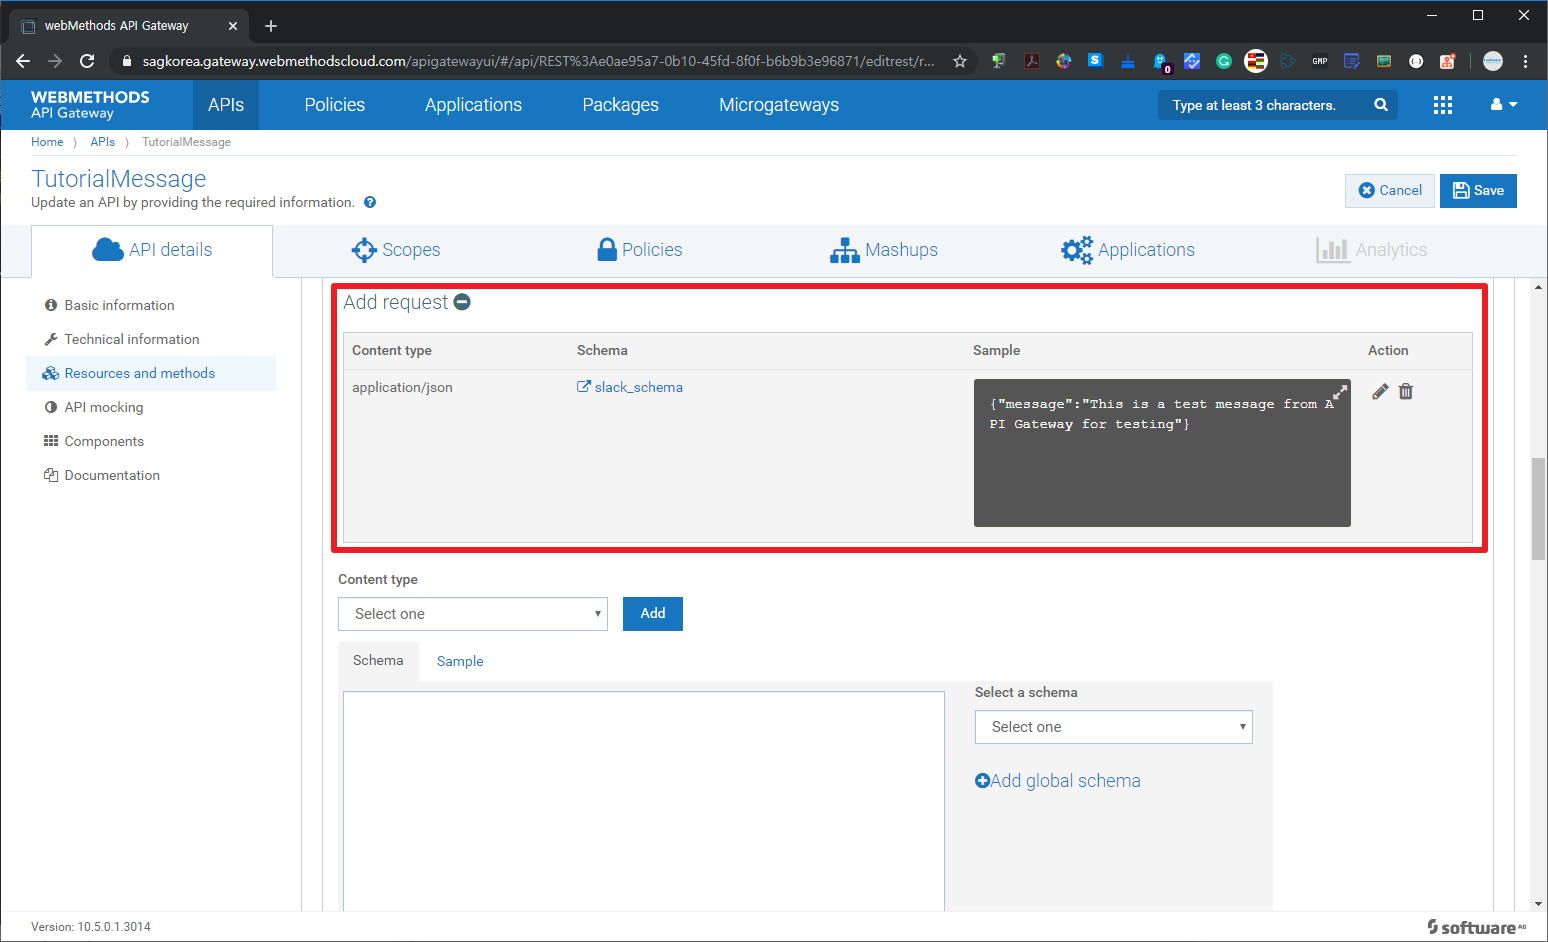 webMethods API Gateway
sagkorea.gateway.webmethodscloud.com/apigatewayui/#/api/REST%3Ae0ae95a7-0b10-45fd-8f0f-b6b9b3e96871/editrest/r...
S
0
G
GMP
WEBMETHODS
API Gateway
APIs
Policies
Applications
Packages
Microgateways
Type at least 3 characters.
Home
APIs
TutorialMessage
TutorialMessage
Update an API by providing the required information.
Cancel
Save
API details
Scopes
Policies
Mashups
Applications
Analytics
Basic information
Technical information
Resources and methods
API mocking
Components
Documentation
Add request
Content type Schema Sample Action
application/json slack_schema
{"message":"This is a test message from A
PI Gateway for testing"}
Content type
Select one
Add
Schema
Sample
Select a schema
Select one
Add global schema
Version: 10.5.0.1.3014
software AG